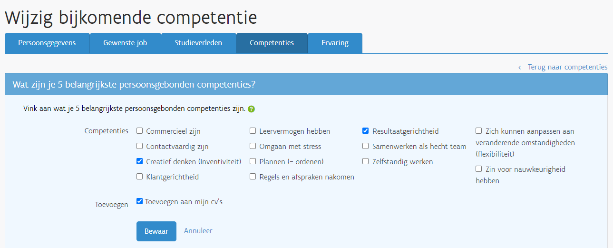 Wijzig bijkomende competentie
Persoonsgegevens Gewenste job Studieverleden Competenties Ervaring
‹ Terug naar competenties
Wat zijn je 5 belangrijkste persoonsgebonden competenties?
Vink aan wat je 5 belangrijkste persoonsgebonden competenties zijn. ?
Competenties
Commercieel zijn
Contactvaardig zijn
Creatief denken (Inventiviteit)
Klantgerichtheid
Leervermogen hebben
Omgaan met stress
Plannen (= ordenen)
Regels en afspraken nakomen
Resultaatgerichtheid
Samenwerken als hecht team
Zelfstandig werken
Zich kunnen aanpassen aan
veranderende omstandigheden
(flexibiliteit)
Zin voor nauwkeurigheid
hebben
Toevoegen
Toevoegen aan mijn cv's
Bewaar Annuleer